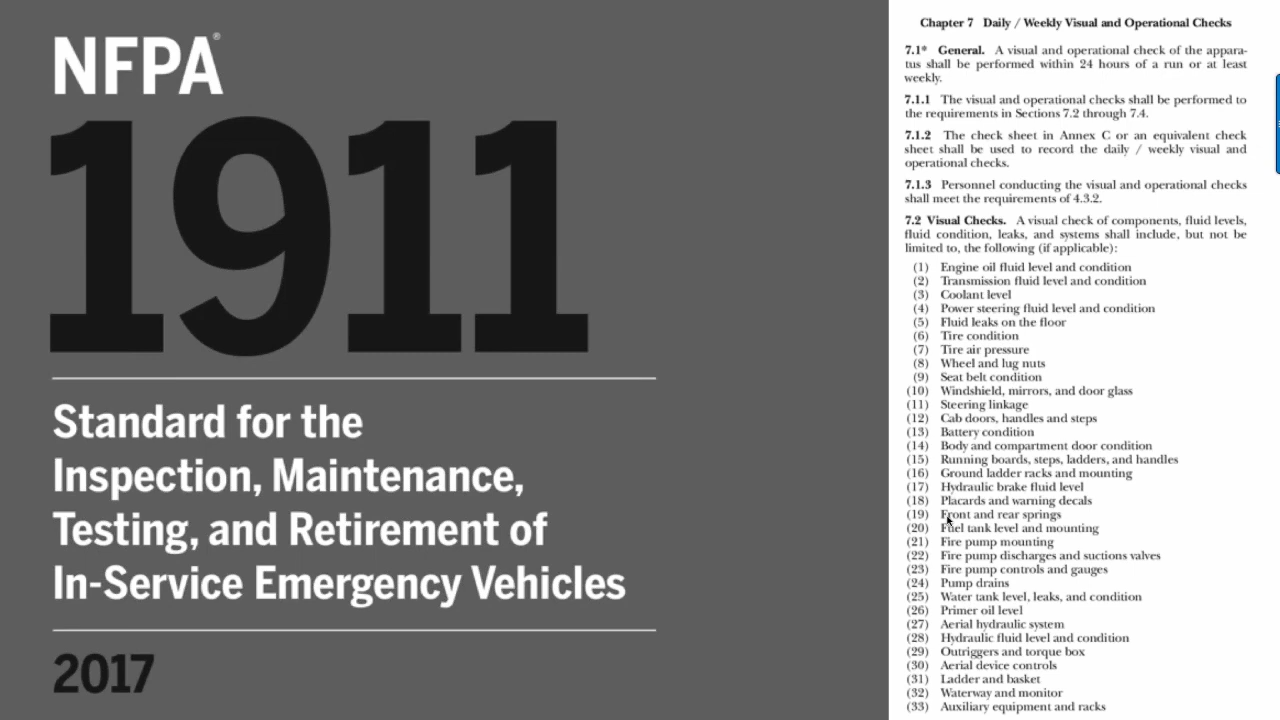 NFPA®
1911
Standard for the
Inspection, Maintenance,
Testing, and Retirement of
In-Service Emergency Vehicles
2017
Chapter 7 Daily / Weekly Visual and Operational Checks
7.1* General. A visual and operational check of the appara-
tus shall be performed within 24 hours of a run or at least
weekly.
7.1.1 The visual and operational checks shall be performed to
the requirements in Sections 7.2 through 7.4.
7.1.2 The check sheet in Annex C or an equivalent check
sheet shall be used to record the daily / weekly visual and
operational checks.
7.1.3 Personnel conducting the visual and operational checks
shall meet the requirements of 4.3.2.
7.2 Visual Checks. A visual check of components, fluid levels,
fluid condition, leaks, and systems shall include, but not be
limited to, the following (if applicable):
(1) Engine oil fluid level and condition
(2) Transmission fluid level and condition
(3) Coolant level
(4) Power steering fluid level and condition
(5) Fluid leaks on the floor
(6) Tire condition
(7) Tire air pressure
(8) Wheel and lug nuts
(9) Seat belt condition
(10) Windshield, mirrors, and door glass
(11) Steering linkage
(12) Cab doors, handles and steps
(13) Battery condition
(14) Body and compartment door condition
(15) Running boards, steps, ladders, and handles
(16) Ground ladder racks and mounting
(17) Hydraulic brake fluid level
(18) Placards and warning decals
(19) Front and rear springs
(20) Fuel tank level and mounting
(21) Fire pump mounting
(22) Fire pump discharges and suctions valves
(23) Fire pump controls and gauges
(24) Pump drains
(25) Water tank level, leaks, and condition
(26) Primer oil level
(27) Aerial hydraulic system
(28) Hydraulic fluid level and condition
(29) Outriggers and torque box
(30) Aerial device controls
(31) Ladder and basket
(32) Waterway and monitor
(33) Auxiliary equipment and racks